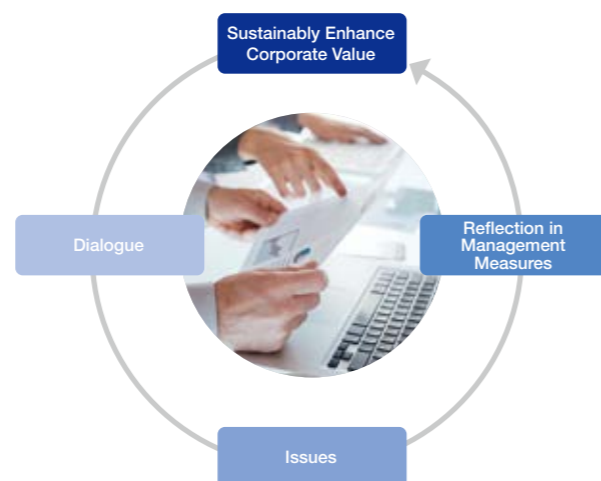 Sustainably Enhance
Corporate Value
Dialogue
Reflection in
Management
Measures
Issues